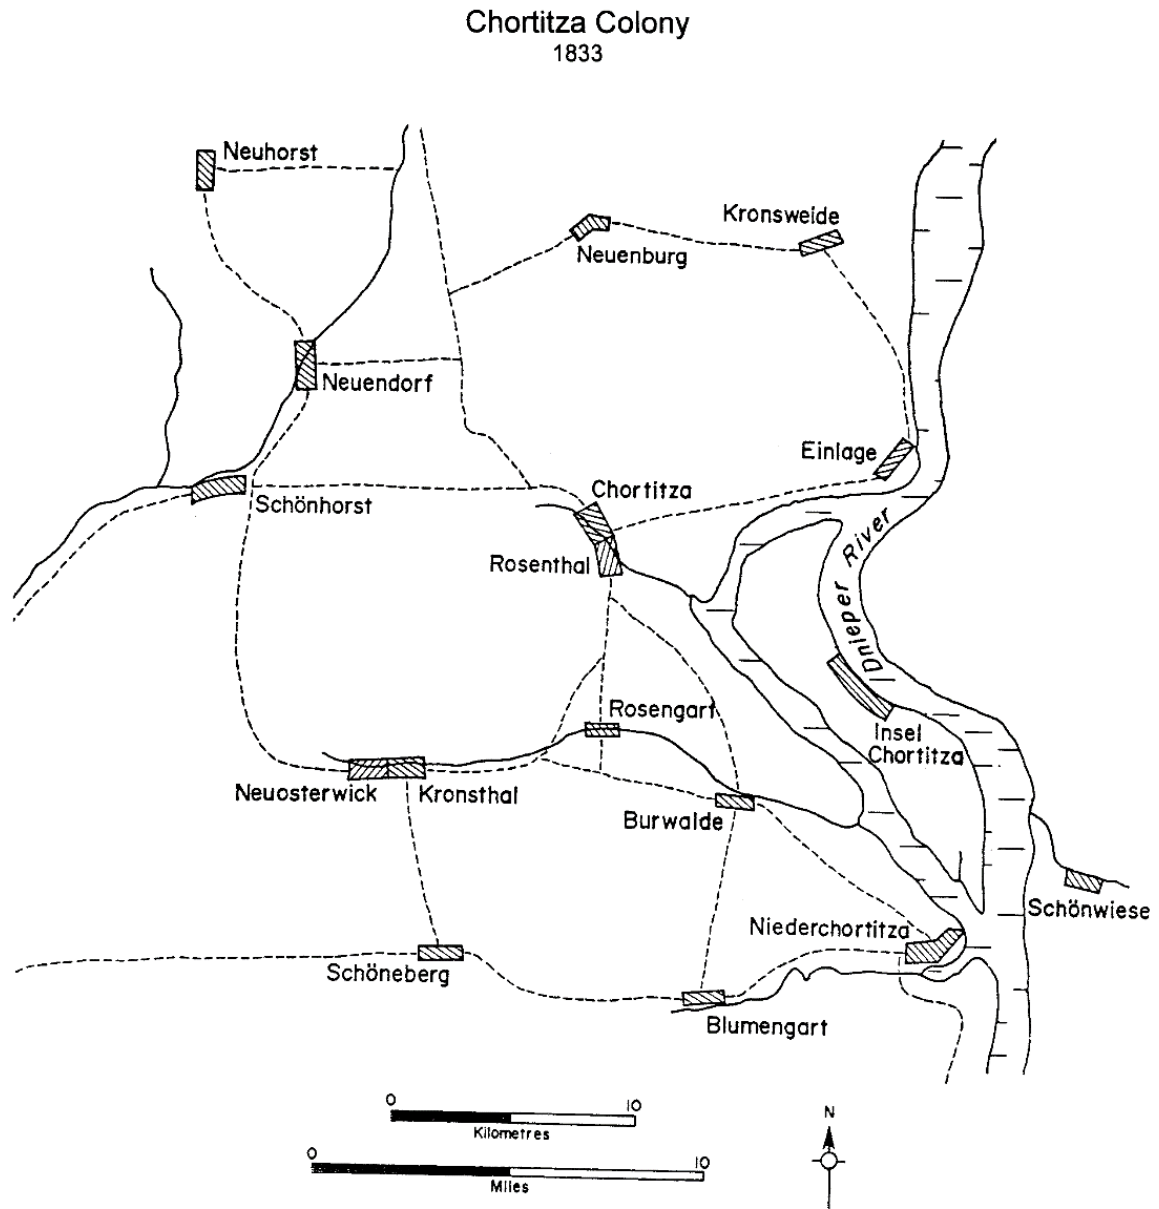 Chortitza Colony
1833
Neuhorst
Kronsweide
Neuenburg
Neuendorf
Einlage
Chortitza
Schönhorst
Dnieper River
Rosenthal
Rosengart
Insel
Chortitza
Neuosterwick
Kronsthal
Burwalde
Schönwiese
Niederchortitza
Schöneberg
Blumengart
0 10
Kilometres
N
0 10
Miles